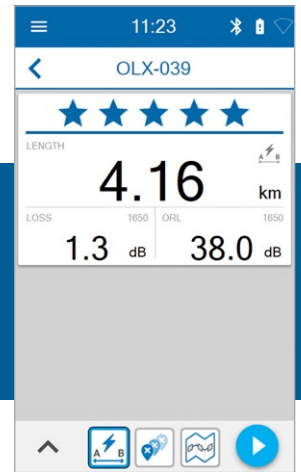 11:23
OLX-039
LENGTH
A B
4.16 km
LOSS 1650 ORL 1650
1.3 dB 38.0 dB
A B